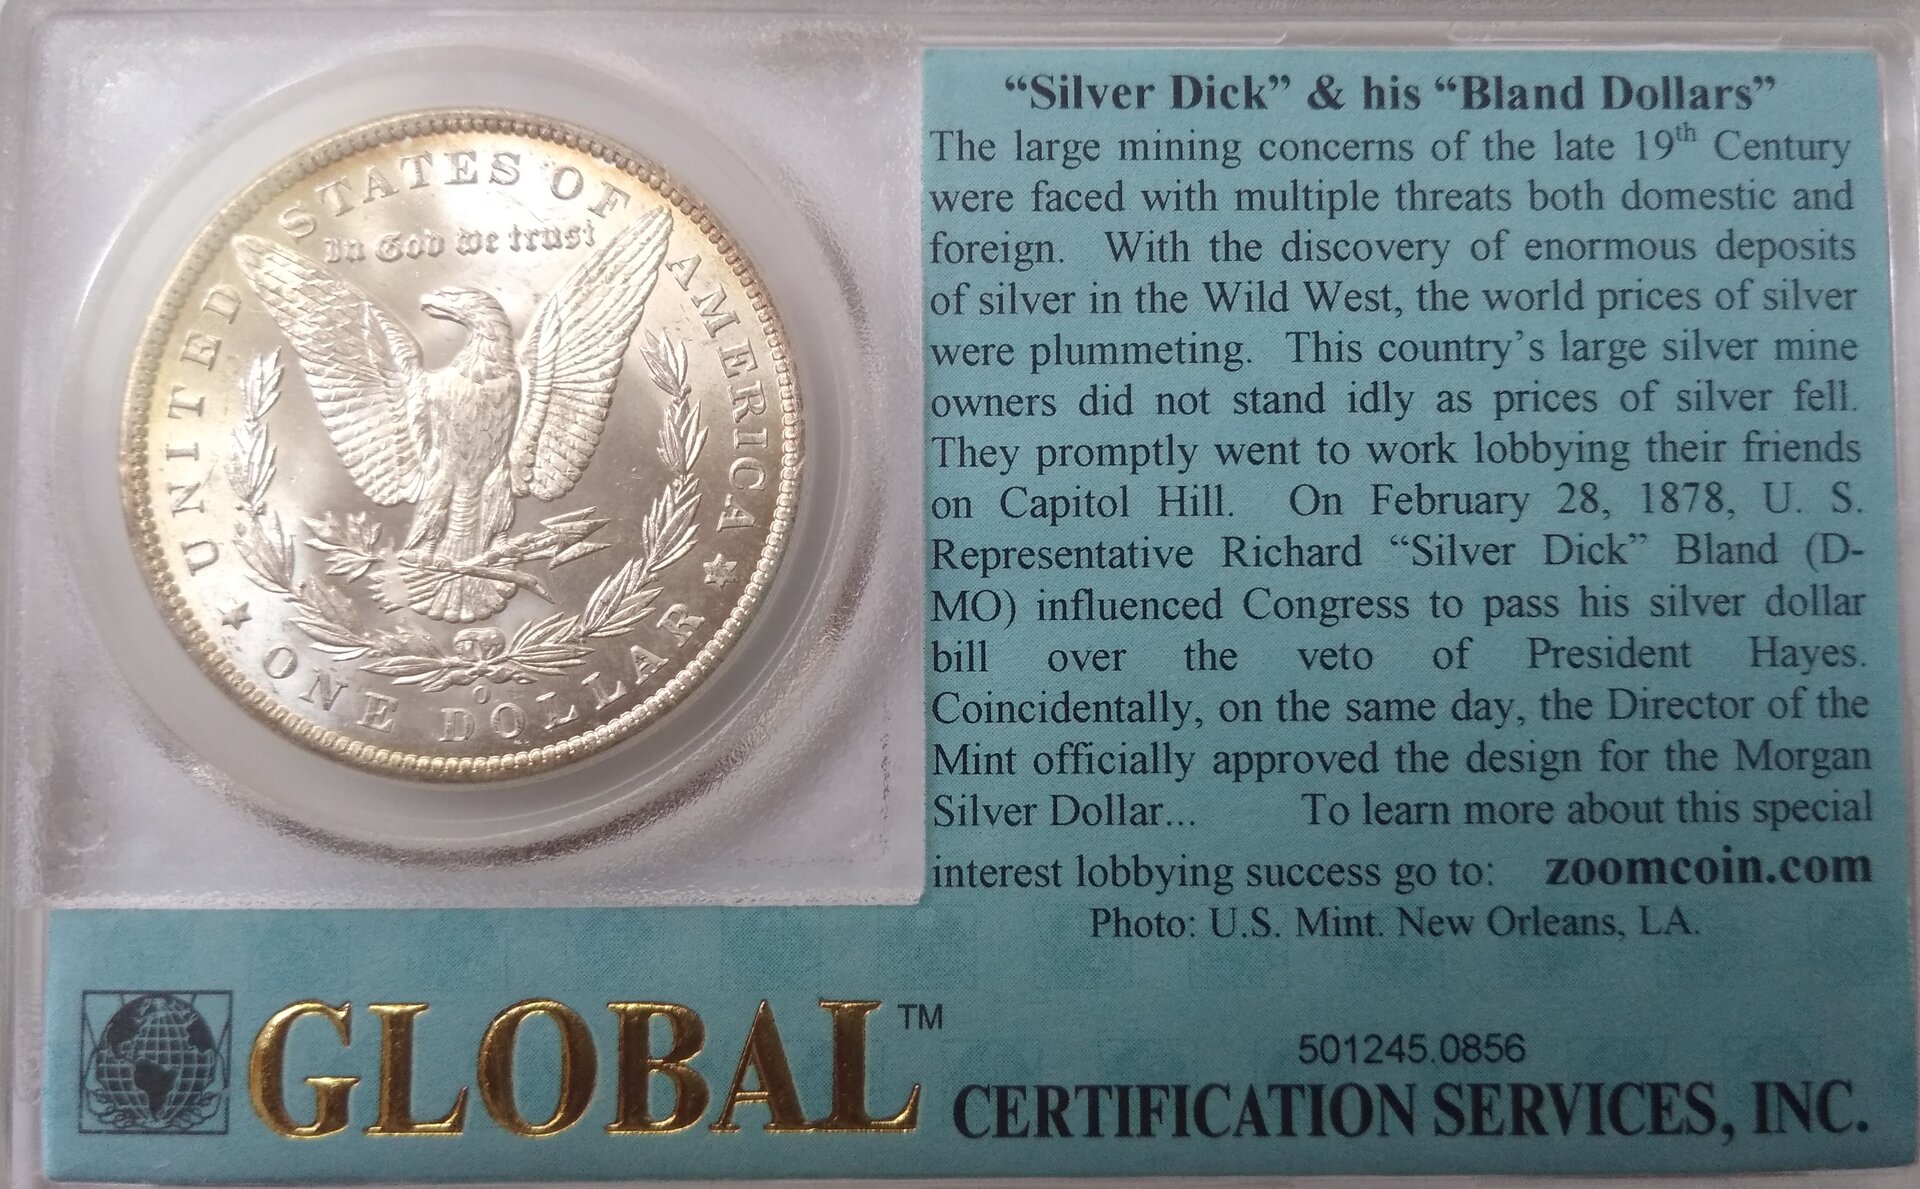 UNITED STATES OF AMERICA
In God we trust
ONE DOLLAR
O
“Silver Dick” & his “Bland Dollars”
The large mining concerns of the late 19th Century
were faced with multiple threats both domestic and
foreign. With the discovery of enormous deposits
of silver in the Wild West, the world prices of silver
were plummeting. This country’s large silver mine
owners did not stand idly as prices of silver fell.
They promptly went to work lobbying their friends
on Capitol Hill. On February 28, 1878, U. S.
Representative Richard “Silver Dick” Bland (D-
MO) influenced Congress to pass his silver dollar
bill over the veto of President Hayes.
Coincidentally, on the same day, the Director of the
Mint officially approved the design for the Morgan
Silver Dollar... To learn more about this special
interest lobbying success go to: zoomcoin.com
Photo: U.S. Mint. New Orleans, LA.
GLOBAL™
501245.0856
CERTIFICATION SERVICES, INC.